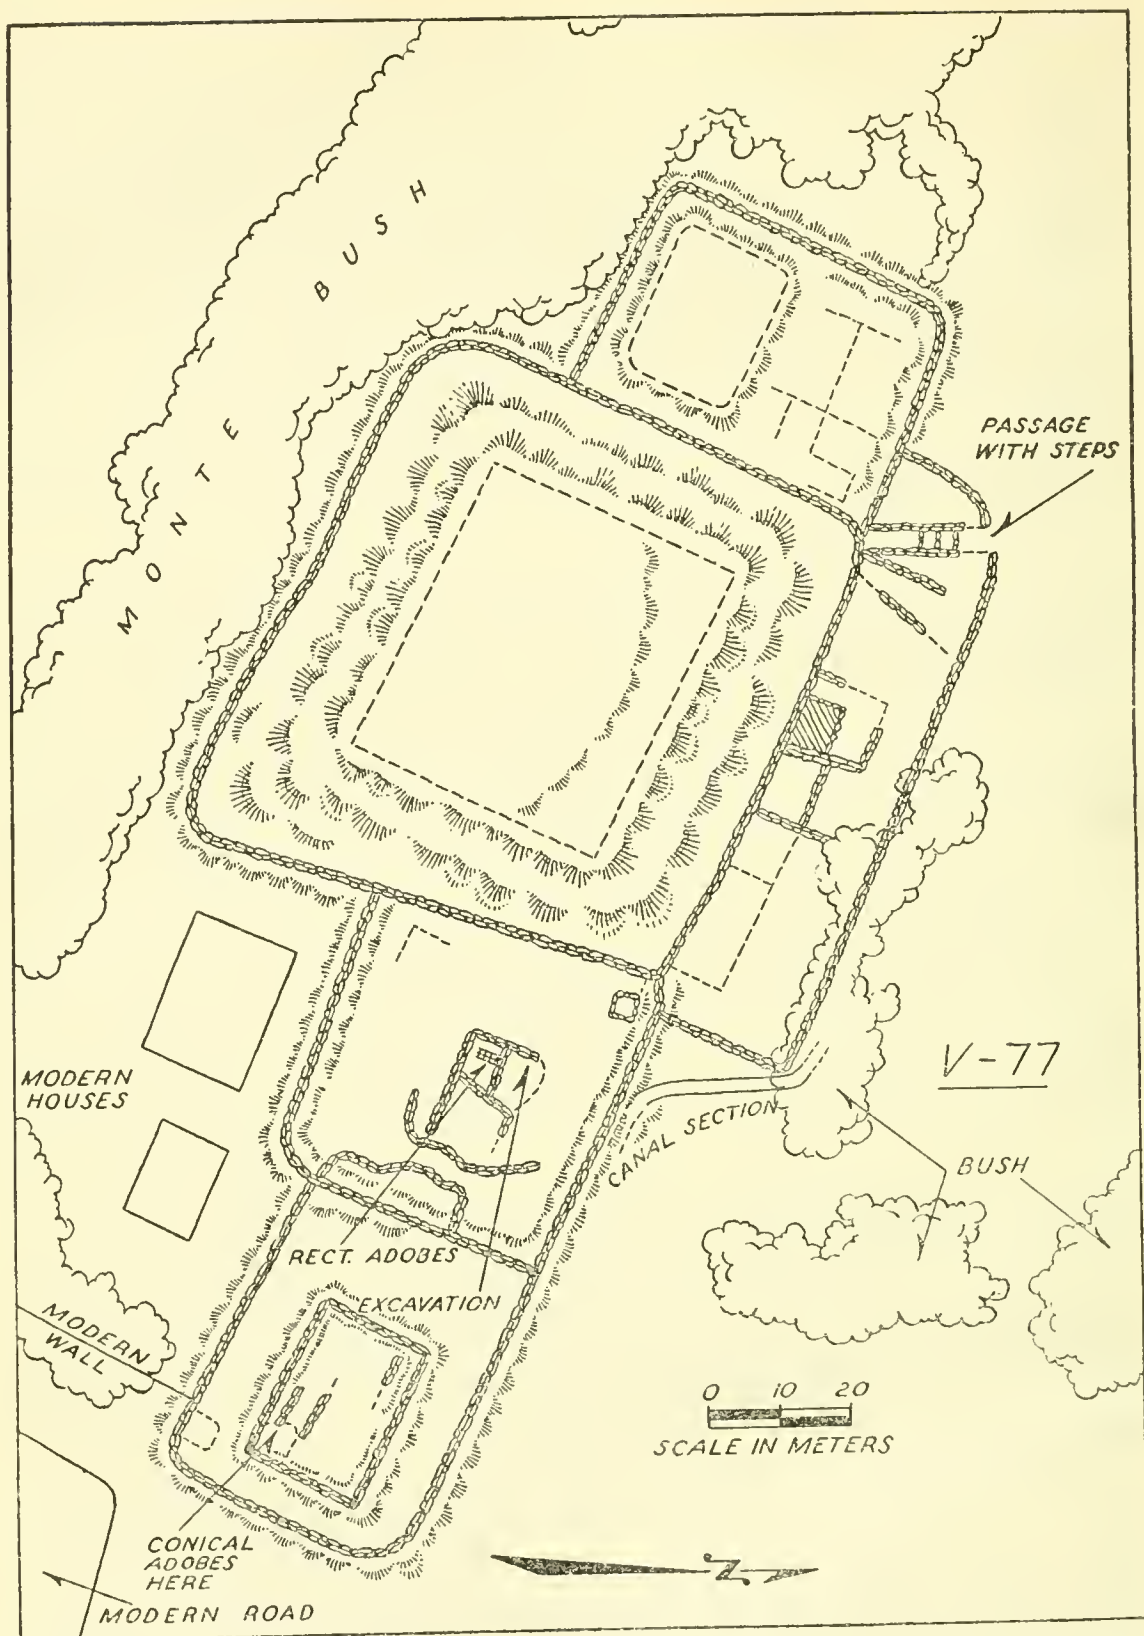 MONTE BUSH
PASSAGE
WITH STEPS
V-77
MODERN
HOUSES
CANAL SECTION
BUSH
RECT. ADOBES
EXCAVATION
MODERN
WALL
0 10 20
SCALE IN METERS
N
CONICAL
ADOBES
HERE
MODERN ROAD